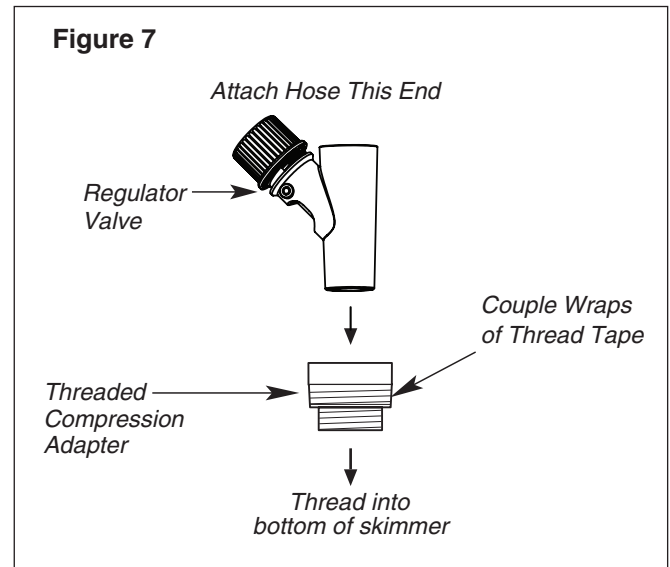 Figure 7
Attach Hose This End
Regulator
Valve
Couple Wraps
of Thread Tape
Threaded
Compression
Adapter
Thread into
bottom of skimmer